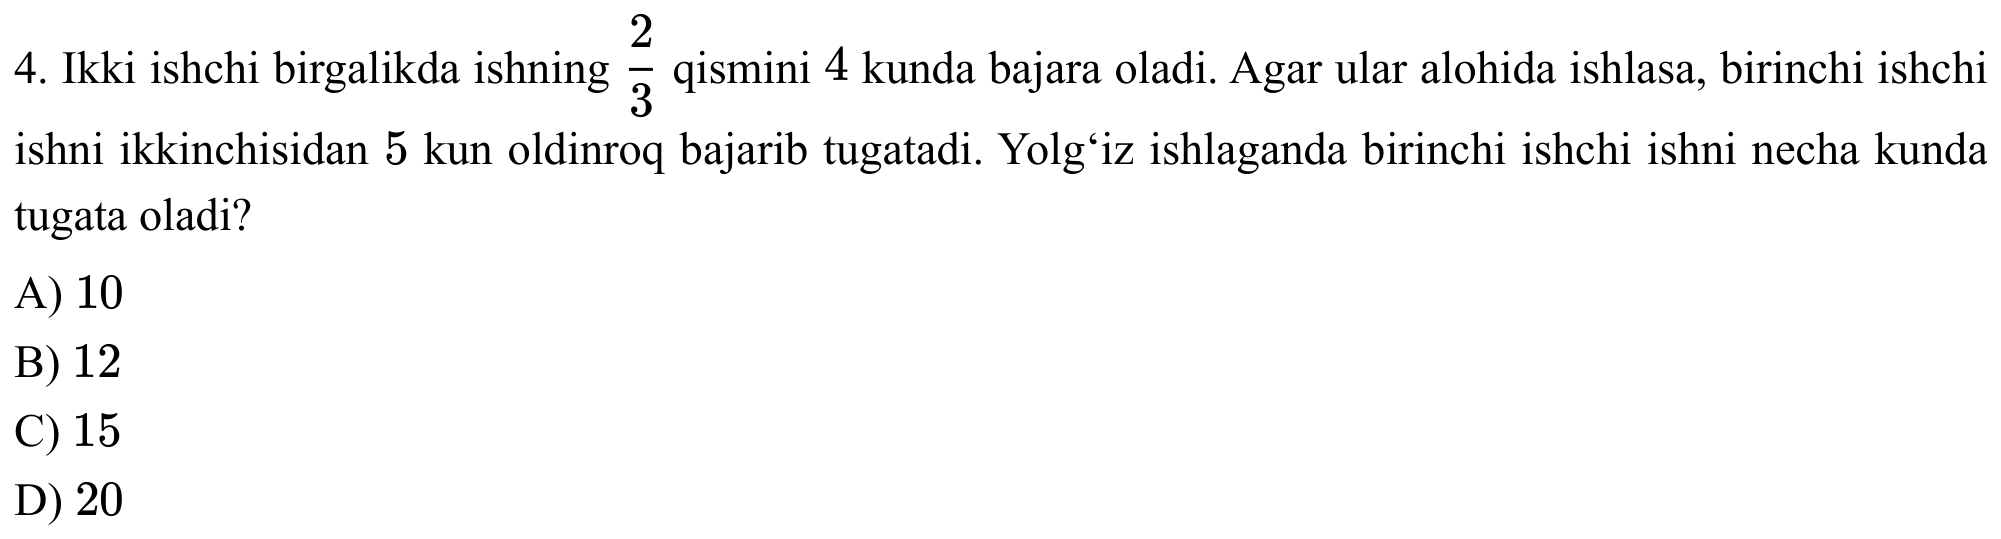 4. Ikki ishchi birgalikda ishning 2/3 qismini 4 kunda bajara oladi. Agar ular alohida ishlasa, birinchi ishchi
ishni ikkinchisidan 5 kun oldinroq bajarib tugatadi. Yolg‘iz ishlaganda birinchi ishchi ishni necha kunda
tugata oladi?
A) 10
B) 12
C) 15
D) 20